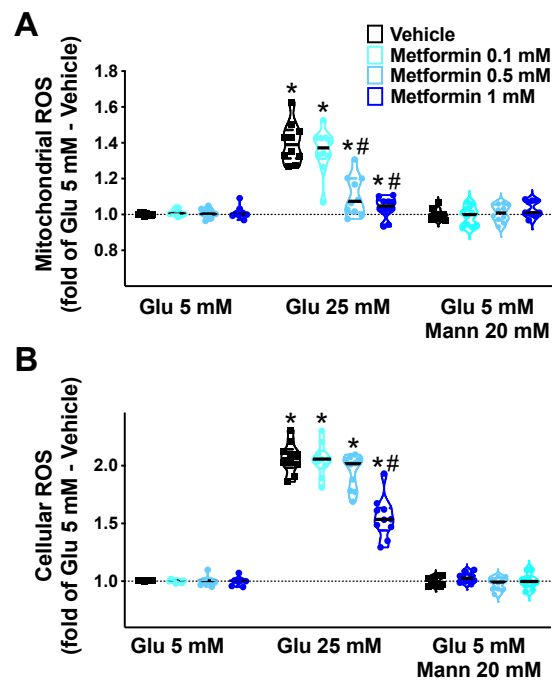 A
Vehicle
Metformin 0.1 mM
Metformin 0.5 mM
Metformin 1 mM
Mitochondrial ROS
(fold of Glu 5 mM - Vehicle)
1.8
1.6
1.4
1.2
1.0
0.8
* * *# *#
Glu 5 mM Glu 25 mM Glu 5 mM
Mann 20 mM
B
Cellular ROS
(fold of Glu 5 mM - Vehicle)
2.0
1.5
1.0
* * * *#
Glu 5 mM Glu 25 mM Glu 5 mM
Mann 20 mM